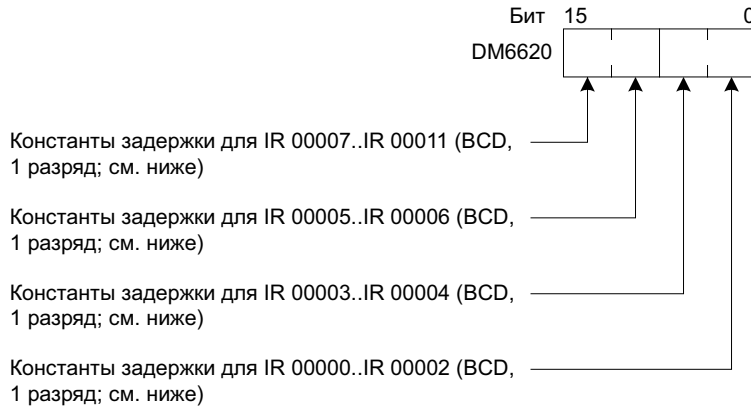 Бит 15 0
DM6620
Константы задержки для IR 00007..IR 00011 (BCD,
1 разряд; см. ниже)
Константы задержки для IR 00005..IR 00006 (BCD,
1 разряд; см. ниже)
Константы задержки для IR 00003..IR 00004 (BCD,
1 разряд; см. ниже)
Константы задержки для IR 00000..IR 00002 (BCD,
1 разряд; см. ниже)